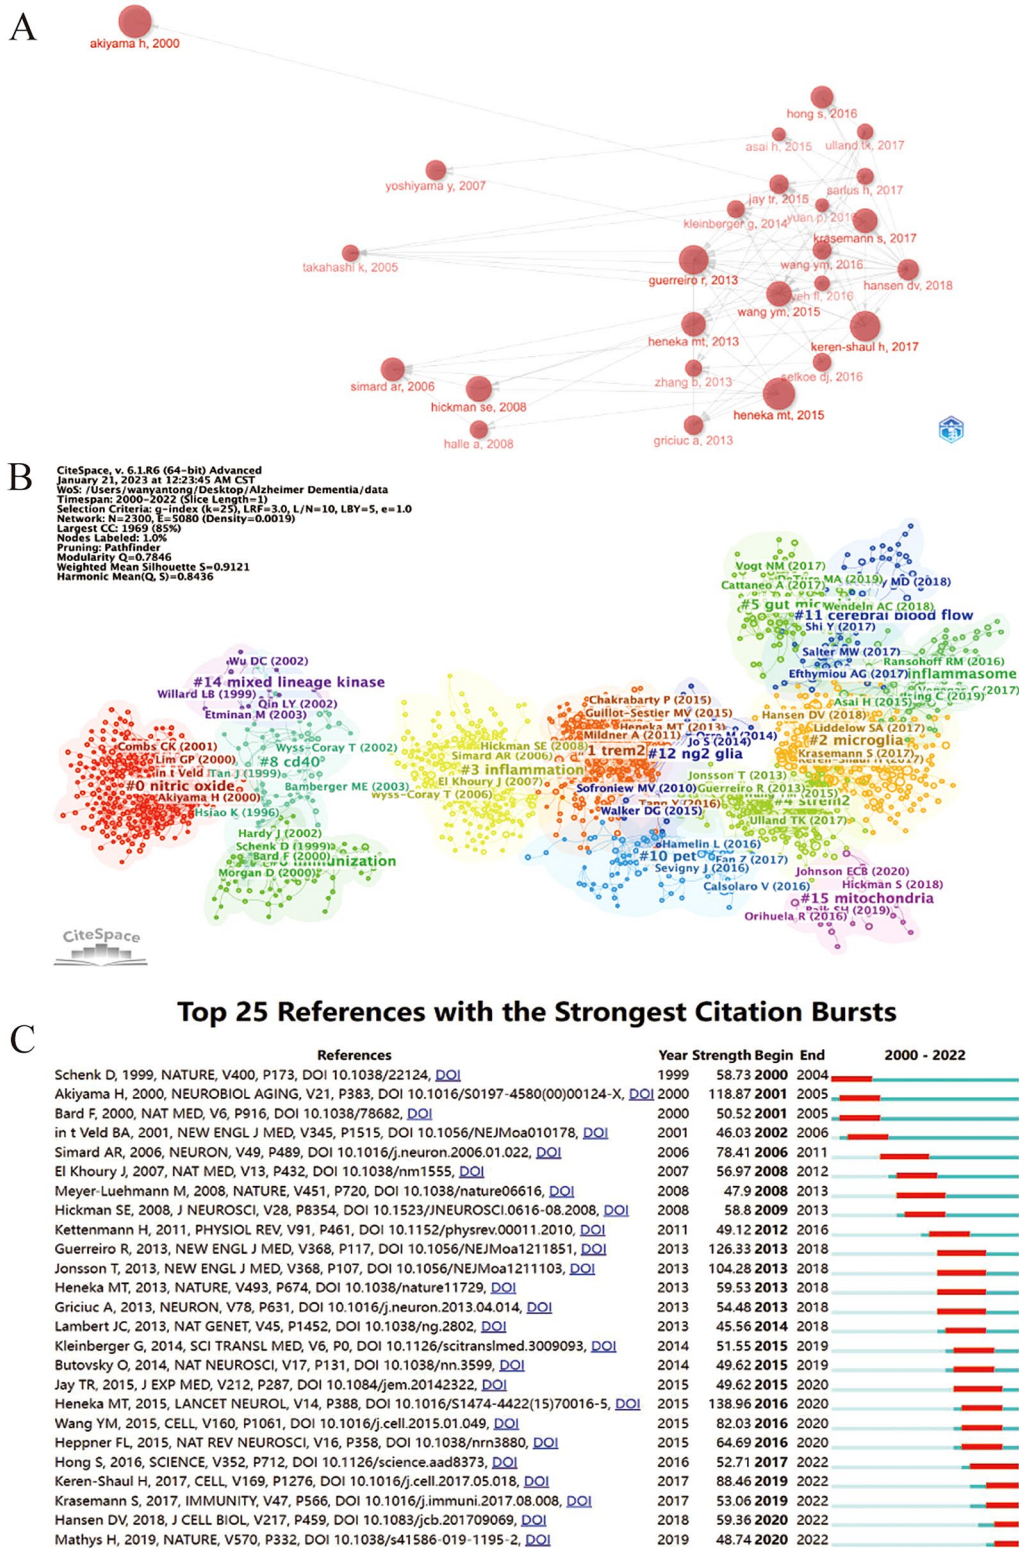 A
akiyama h, 2000
hong s, 2016
asai h, 2015
ulland tk, 2017
yoshiyama y, 2007
sarlus h, 2017
jay tr, 2015
kleinberger g, 2014
yuan p, 2016
krasemann s, 2017
takahashi k, 2005
wang ym, 2016
guerreiro r, 2013
hansen dv, 2018
yeh fl, 2016
wang ym, 2015
heneka mt, 2013
keren-shaul h, 2017
simard ar, 2006
zhang b, 2013
selkoe dj, 2016
hickman se, 2008
heneka mt, 2015
halle a, 2008
griciuc a, 2013
B
CiteSpace, v. 6.1.R6 (64-bit) Advanced
January 21, 2023 at 12:23:45 AM CST
WoS: /Users/wanyantong/Desktop/Alzheimer Dementia/data
Timespan: 2000-2022 (Slice Length=1)
Selection Criteria: g-index (k=25), LRF=3.0, L/N=10, LBY=5, e=1.0
Network: N=2300, E=5080 (Density=0.0019)
Largest CC: 1969 (85%)
Nodes Labeled: 1.0%
Pruning: Pathfinder
Modularity Q=0.7846
Weighted Mean Silhouette S=0.9121
Harmonic Mean(Q, S)=0.8436
Vogt NM (2017)
MA (2019)
MD (2018)
Cattaneo A (2017)
#5 gut
Wendeln AC (2018)
#11 cerebral blood flow
Shi Y (2017)
Salter MW (2017)
Ransohoff RM (2016)
Efthymiou AG (2017)
inflammasome
(2017)
Asai H (2015)
C (2019)
Wu DC (2002)
#14 mixed lineage kinase
Willard LB (1999)
Qin LY (2002)
Etminan M (2003)
Chakrabarty P (2015)
Guillot-Sestier MV (2015)
Heneka MT (2013)
Mildner A (2011)
(2014)
Jo S (2014)
1 trem2
#12 ng2 glia
Hansen DV (2018)
Liddelow SA (2017)
#2 microglia
Krasemann S (2017)
Keren-Shaul H (2017)
Combs CK (2001)
Lim GP (2000)
in t Veld
Tan J (1999)
#0 nitric oxide
Akiyama H (2000)
Hsiao K (1996)
Wyss-Coray T (2002)
#8 cd40
Bamberger ME (2003)
Hickman SE (2008)
Simard AR (2006)
#3 inflammation
El Khoury J (2007)
Wyss-Coray T (2006)
Jonsson T (2013)
Sofroniew MV (2010)
Guerreiro R (2013)
(2015)
#4 strem2
(2016)
Walker DG (2015)
Ulland TK (2017)
Hardy J (2002)
Schenk D (1999)
Bard F (2000)
Morgan D (2000)
Hamelin L (2016)
#10 pet
Fan Z (2017)
Sevigny J (2016)
Calsolaro V (2016)
Johnson ECB (2020)
Hickman S (2018)
#15 mitochondria
(2019)
Orihuela R (2016)
CiteSpace
C
Top 25 References with the Strongest Citation Bursts
References Year Strength Begin End 2000 - 2022
Schenk D, 1999, NATURE, V400, P173, DOI 10.1038/22124, DOI 1999 58.73 2000 2004
Akiyama H, 2000, NEUROBIOL AGING, V21, P383, DOI 10.1016/S0197-4580(00)00124-X, DOI 2000 118.87 2001 2005
Bard F, 2000, NAT MED, V6, P916, DOI 10.1038/78682, DOI 2000 50.52 2001 2005
in t Veld BA, 2001, NEW ENGL J MED, V345, P1515, DOI 10.1056/NEJMoa010178, DOI 2001 46.03 2002 2006
Simard AR, 2006, NEURON, V49, P489, DOI 10.1016/j.neuron.2006.01.022, DOI 2006 78.41 2006 2011
El Khoury J, 2007, NAT MED, V13, P432, DOI 10.1038/nm1555, DOI 2007 56.97 2008 2012
Meyer-Luehmann M, 2008, NATURE, V451, P720, DOI 10.1038/nature06616, DOI 2008 47.9 2008 2013
Hickman SE, 2008, J NEUROSCI, V28, P8354, DOI 10.1523/JNEUROSCI.0616-08.2008, DOI 2008 58.8 2009 2013
Kettenmann H, 2011, PHYSIOL REV, V91, P461, DOI 10.1152/physrev.00011.2010, DOI 2011 49.12 2012 2016
Guerreiro R, 2013, NEW ENGL J MED, V368, P117, DOI 10.1056/NEJMoa1211851, DOI 2013 126.33 2013 2018
Jonsson T, 2013, NEW ENGL J MED, V368, P107, DOI 10.1056/NEJMoa1211103, DOI 2013 104.28 2013 2018
Heneka MT, 2013, NATURE, V493, P674, DOI 10.1038/nature11729, DOI 2013 59.53 2013 2018
Griciuc A, 2013, NEURON, V78, P631, DOI 10.1016/j.neuron.2013.04.014, DOI 2013 54.48 2013 2018
Lambert JC, 2013, NAT GENET, V45, P1452, DOI 10.1038/ng.2802, DOI 2013 45.56 2014 2018
Kleinberger G, 2014, SCI TRANSL MED, V6, P0, DOI 10.1126/scitranslmed.3009093, DOI 2014 51.55 2015 2019
Butovsky O, 2014, NAT NEUROSCI, V17, P131, DOI 10.1038/nn.3599, DOI 2014 49.62 2015 2019
Jay TR, 2015, J EXP MED, V212, P287, DOI 10.1084/jem.20142322, DOI 2015 49.62 2015 2020
Heneka MT, 2015, LANCET NEUROL, V14, P388, DOI 10.1016/S1474-4422(15)70016-5, DOI 2015 138.96 2016 2020
Wang YM, 2015, CELL, V160, P1061, DOI 10.1016/j.cell.2015.01.049, DOI 2015 82.03 2016 2020
Heppner FL, 2015, NAT REV NEUROSCI, V16, P358, DOI 10.1038/nrn3880, DOI 2015 64.69 2016 2020
Hong S, 2016, SCIENCE, V352, P712, DOI 10.1126/science.aad8373, DOI 2016 52.71 2017 2022
Keren-Shaul H, 2017, CELL, V169, P1276, DOI 10.1016/j.cell.2017.05.018, DOI 2017 88.46 2019 2022
Krasemann S, 2017, IMMUNITY, V47, P566, DOI 10.1016/j.immuni.2017.08.008, DOI 2017 53.06 2019 2022
Hansen DV, 2018, J CELL BIOL, V217, P459, DOI 10.1083/jcb.201709069, DOI 2018 59.36 2020 2022
Mathys H, 2019, NATURE, V570, P332, DOI 10.1038/s41586-019-1195-2, DOI 2019 48.74 2020 2022